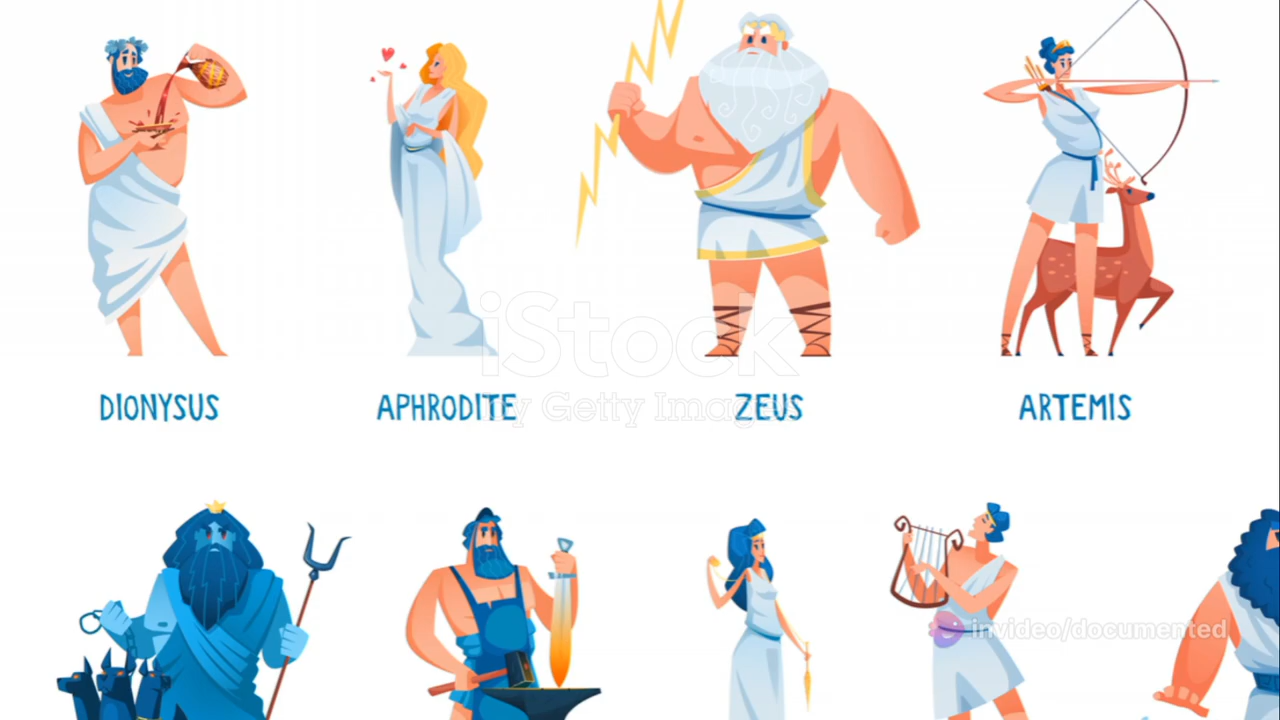 iStock
by Getty Images
DIONYSUS
APHRODITE
ZEUS
ARTEMIS
invideo/documented